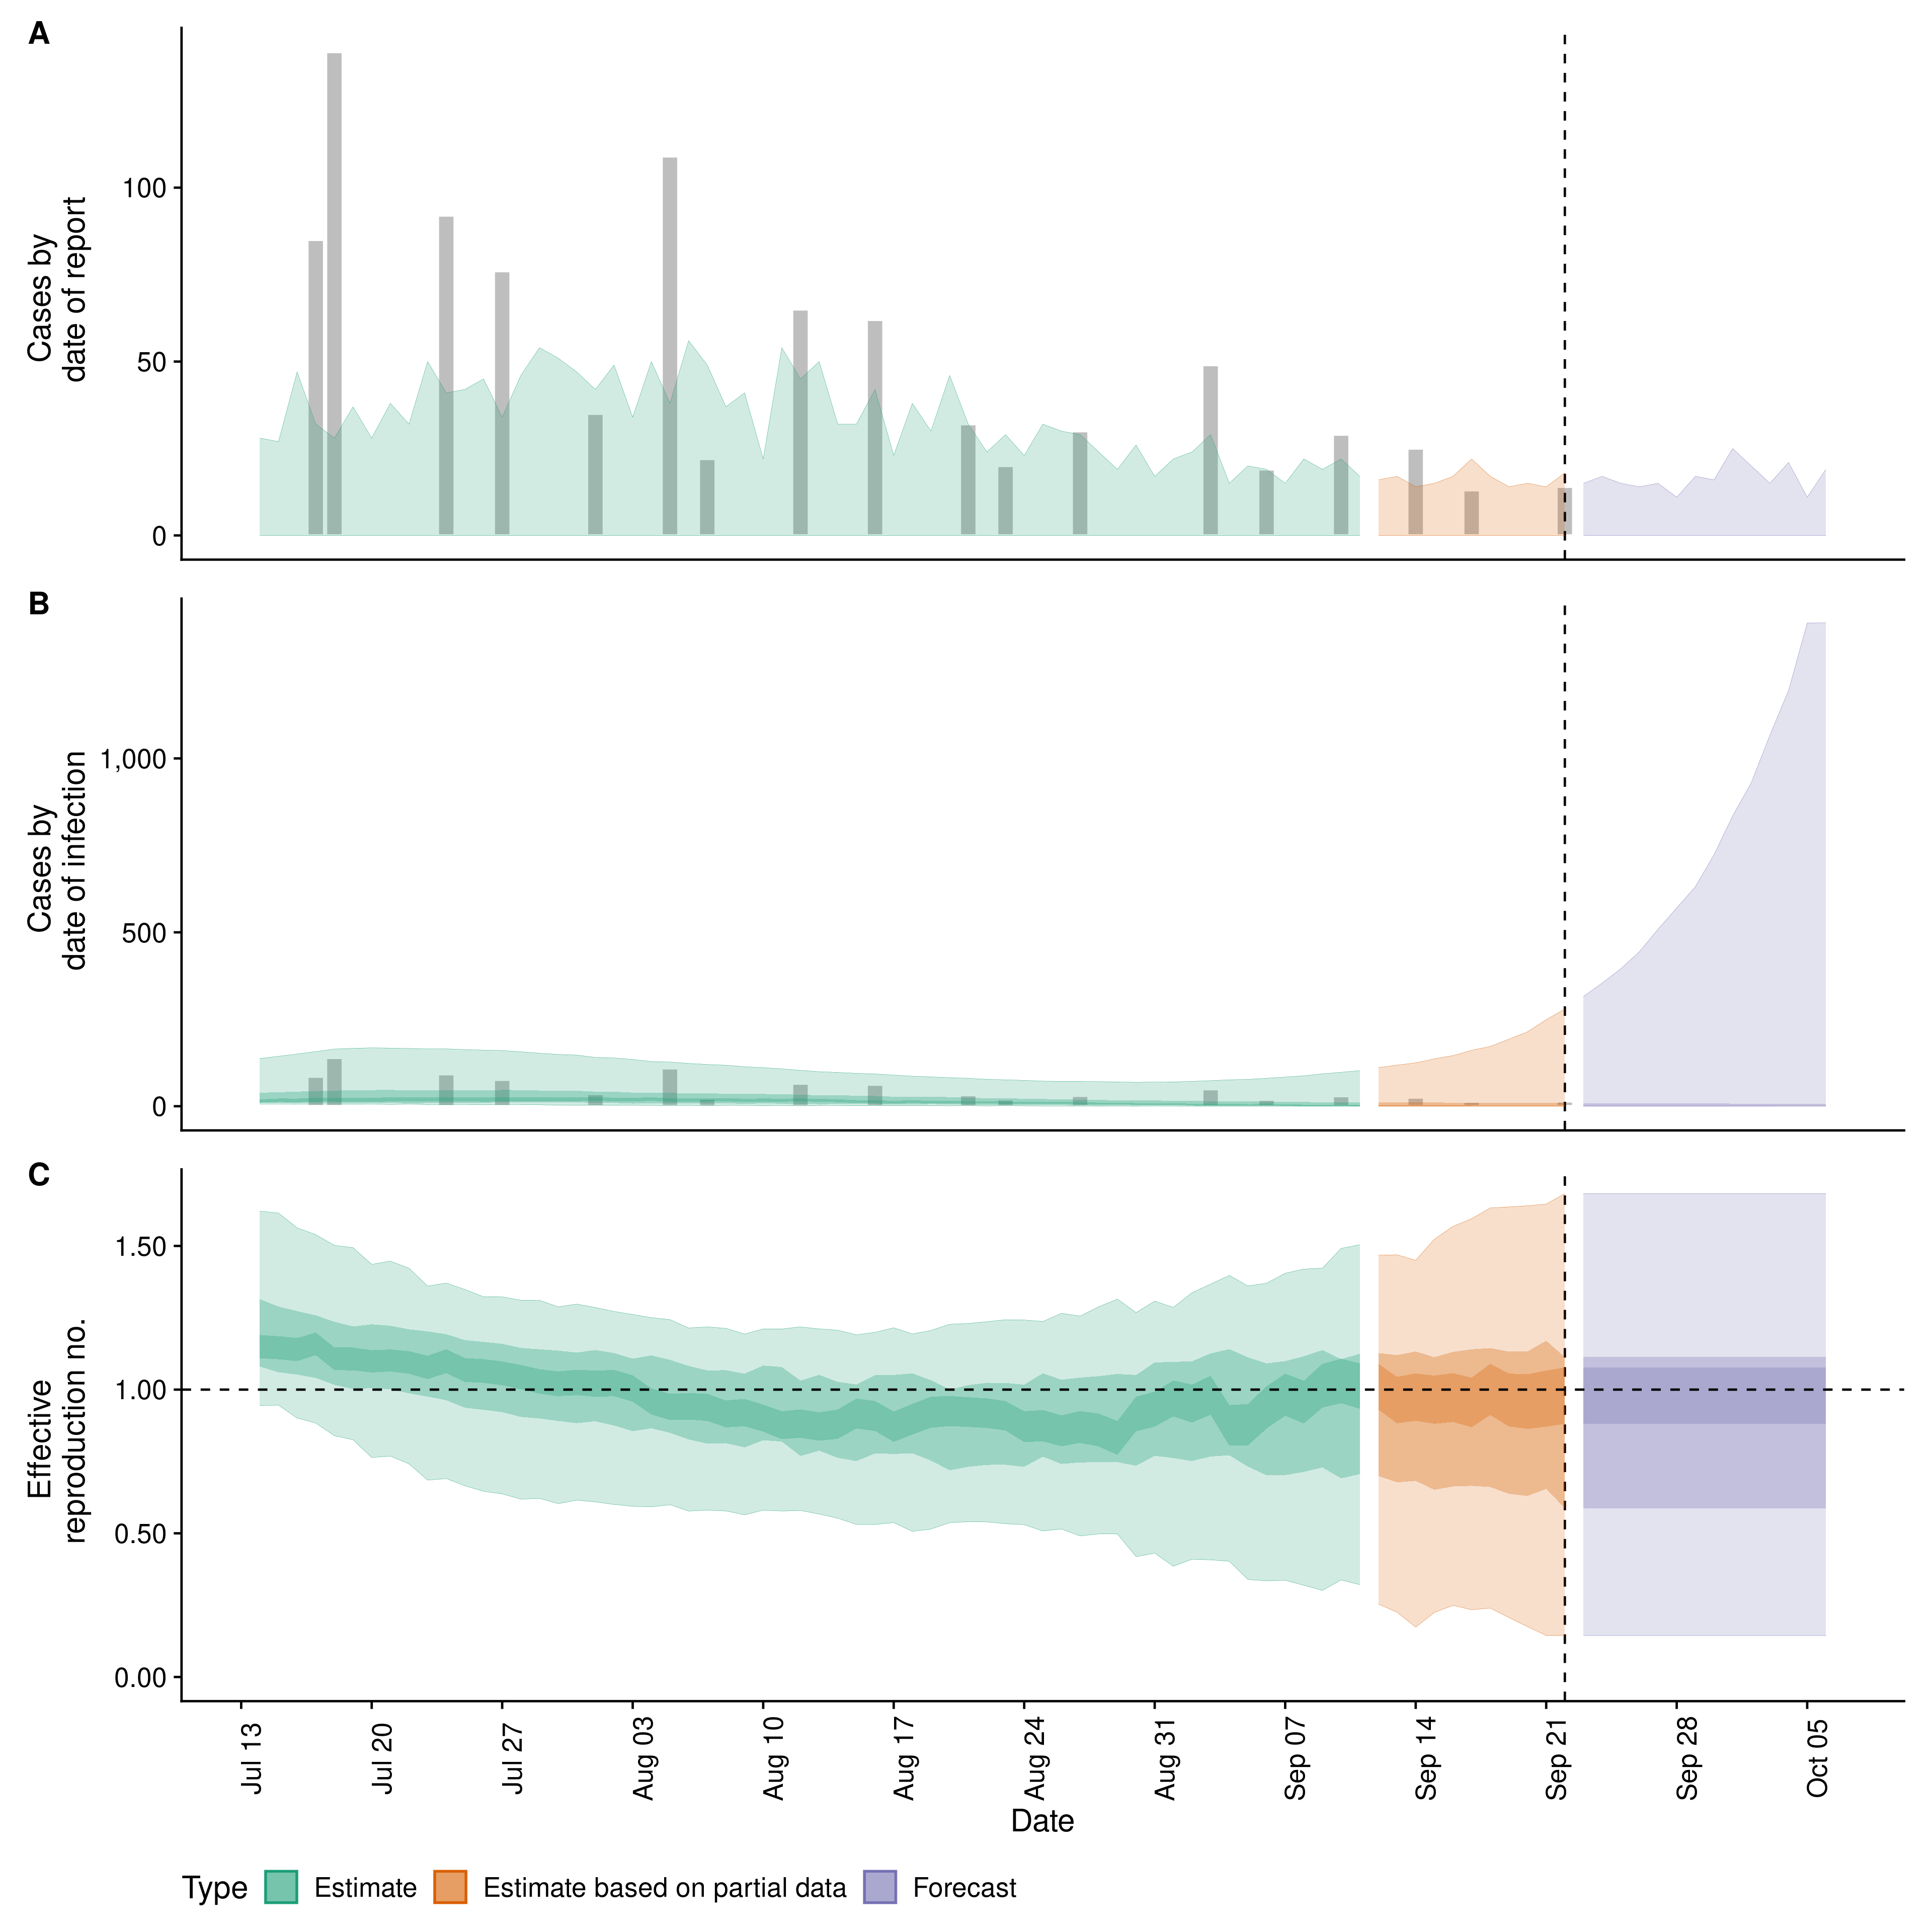 A
Cases by
date of report
100
50
0
B
Cases by
date of infection
1,000
500
0
C
Effective
reproduction no.
1.50
1.00
0.50
0.00
Jul 13
Jul 20
Jul 27
Aug 03
Aug 10
Aug 17
Aug 24
Aug 31
Sep 07
Sep 14
Sep 21
Sep 28
Oct 05
Date
Type Estimate Estimate based on partial data Forecast